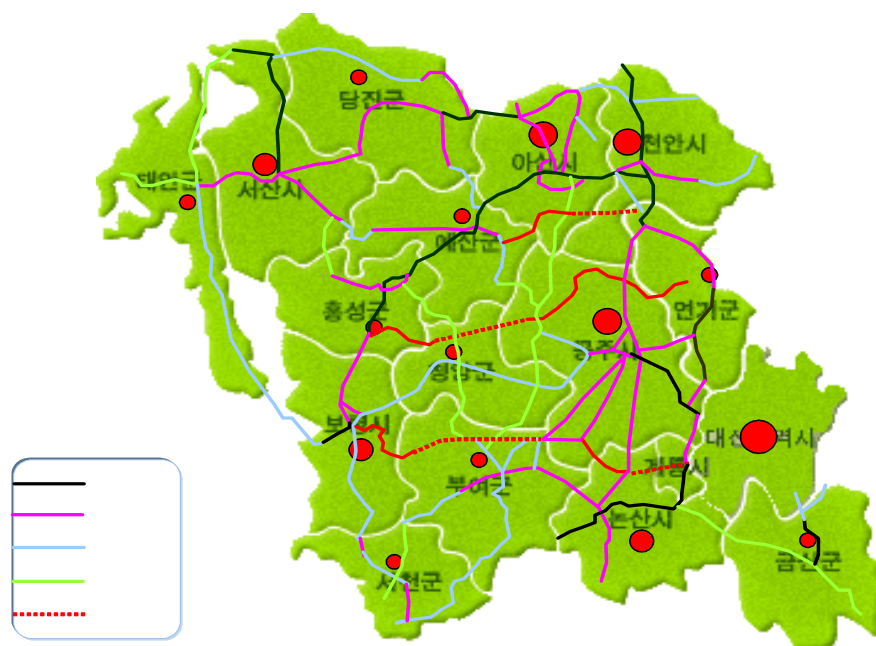 당진군
아산시
천안시
태안군
서산시
예산군
홍성군
연기군
공주시
청양군
보령시
대전광역시
계룡시
부여군
논산시
금산군
서천군